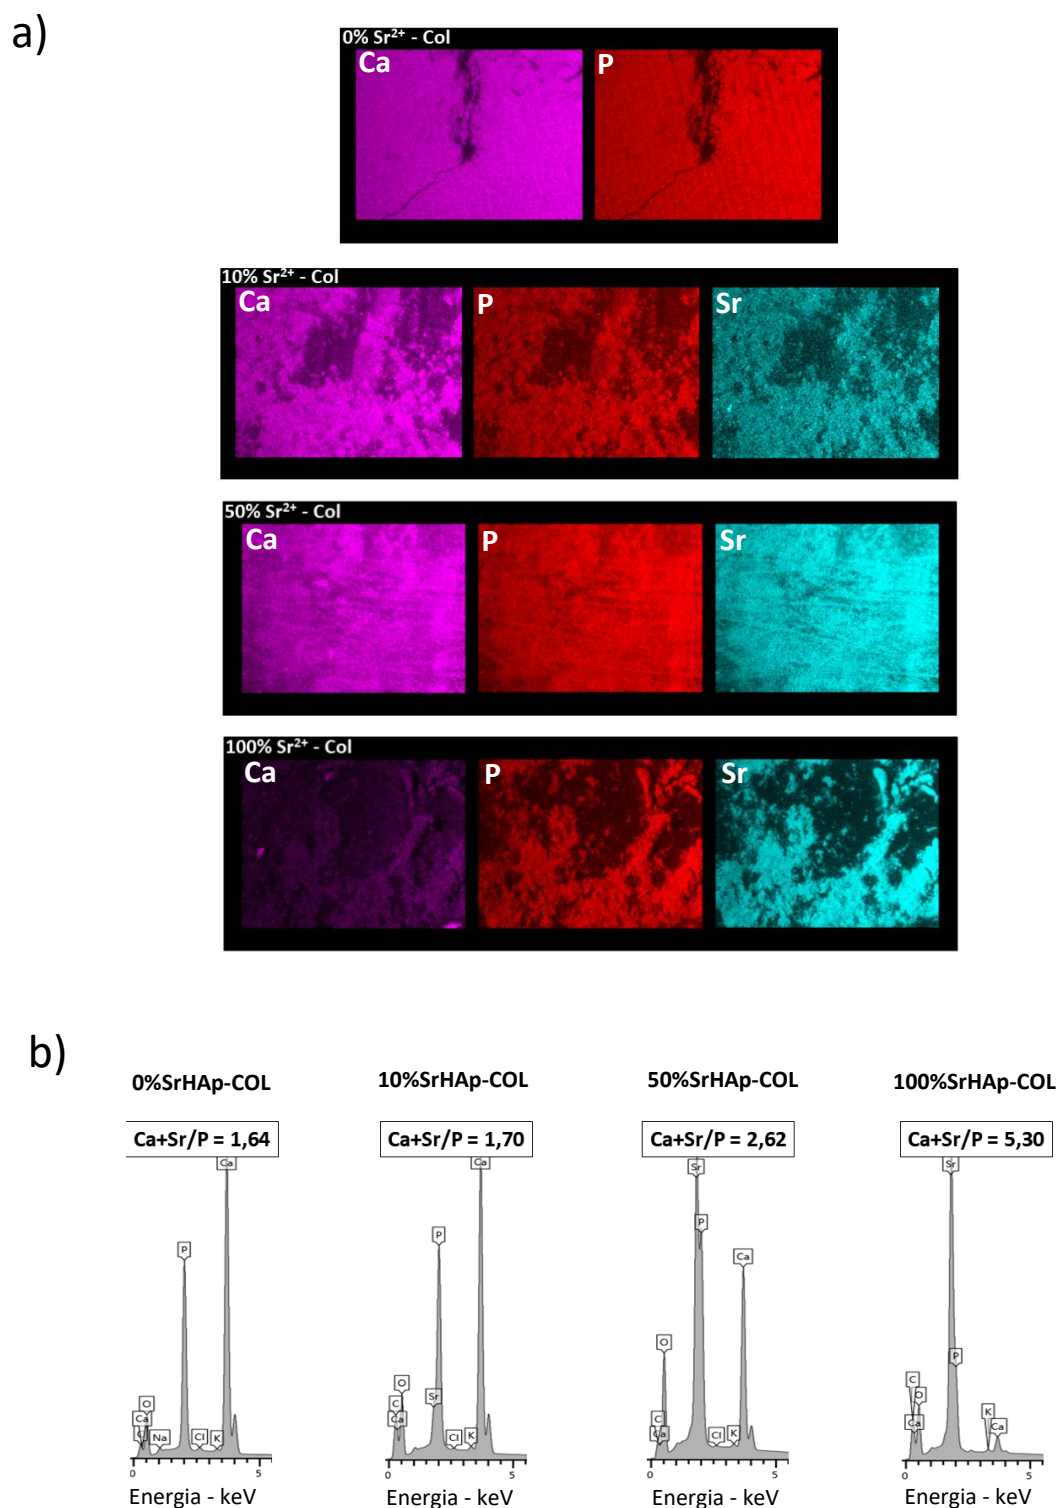 a)
0% Sr²⁺ - Col
Ca P
10% Sr²⁺ - Col
Ca P Sr
50% Sr²⁺ - Col
Ca P Sr
100% Sr²⁺ - Col
Ca P Sr
b)
0%SrHAp-COL 10%SrHAp-COL 50%SrHAp-COL 100%SrHAp-COL
Ca+Sr/P = 1,64 Ca+Sr/P = 1,70 Ca+Sr/P = 2,62 Ca+Sr/P = 5,30
Ca P O Ca Na Cl K
0 5
Energia - keV
Ca P O C Sr Ca Cl K
0 5
Energia - keV
Sr P Ca O C Ca Cl K
0 5
Energia - keV
Sr P C O Ca K Ca
0 5
Energia - keV